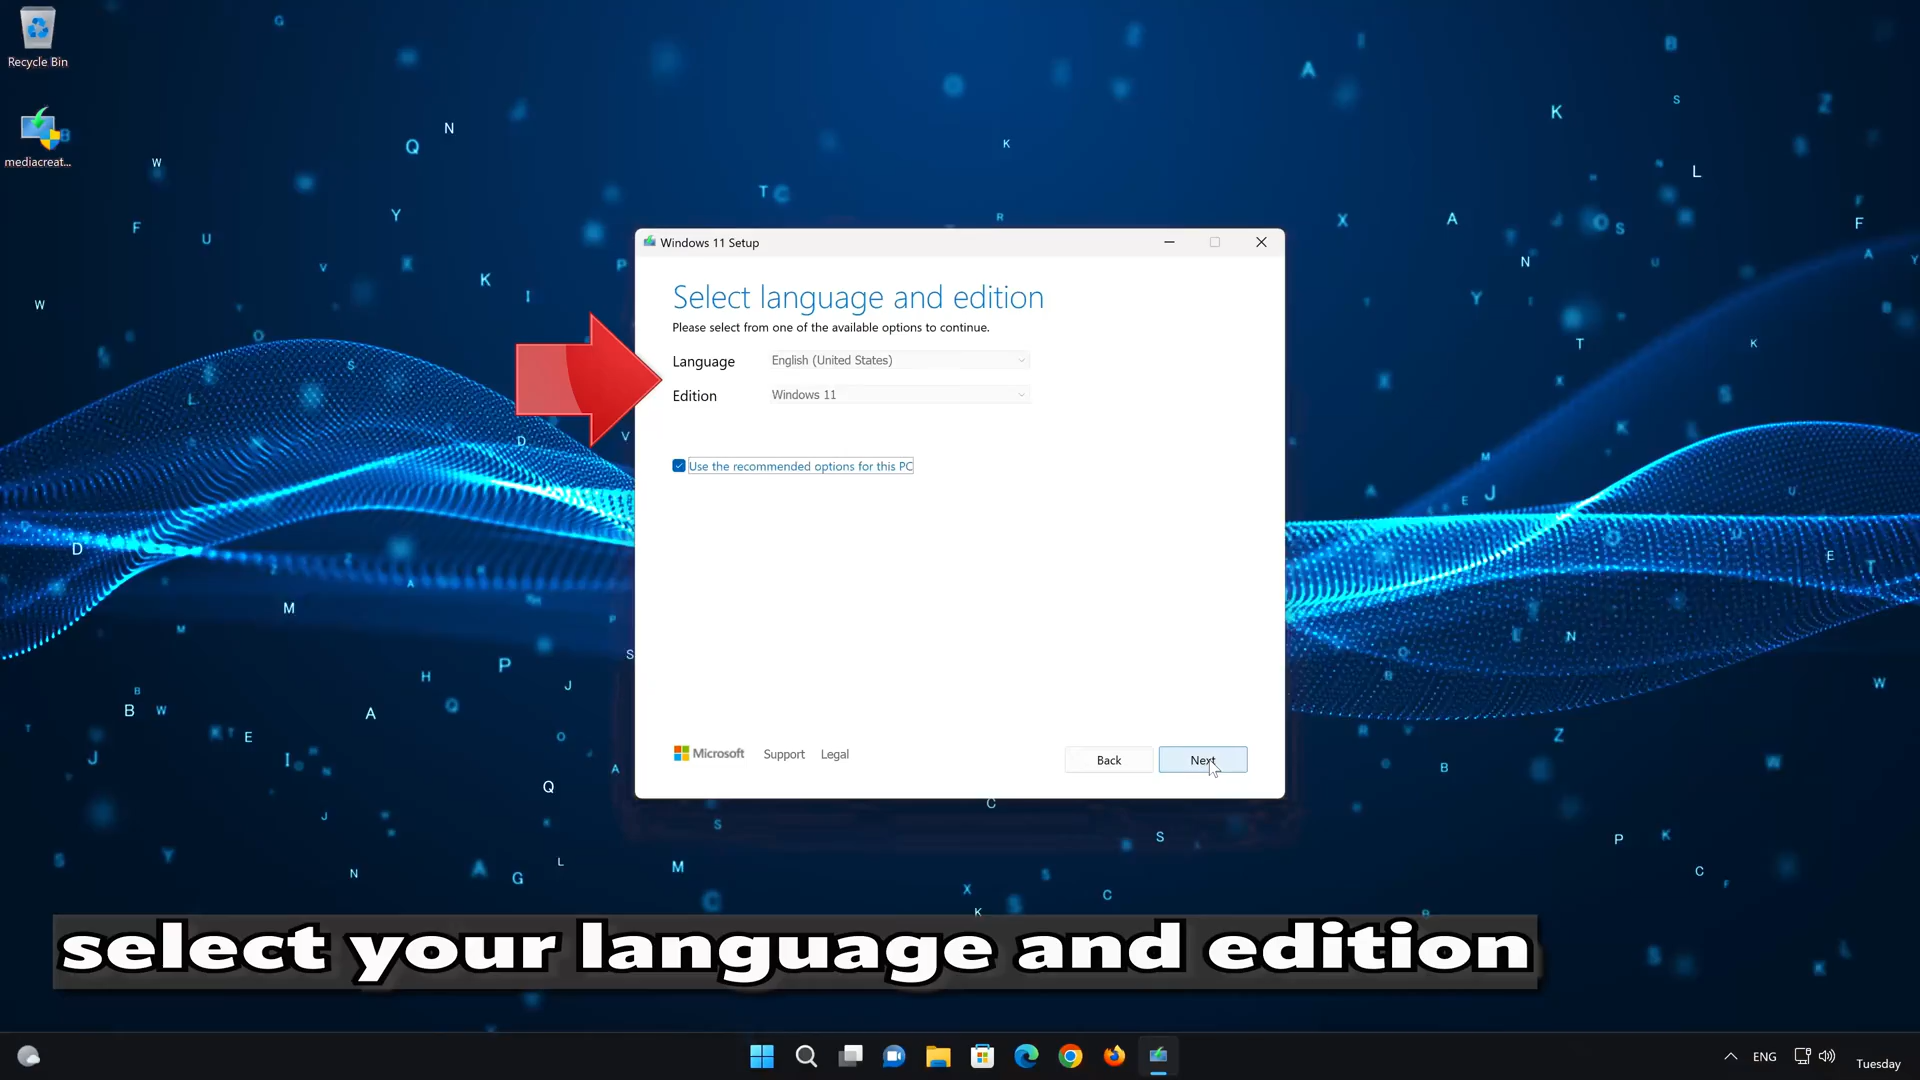 Recycle Bin
mediacreat...
Windows 11 Setup
Select language and edition
Please select from one of the available options to continue.
Language
English (United States)
Edition
Windows 11
Use the recommended options for this PC
Microsoft
Support
Legal
Back
Next
select your language and edition
ENG
Tuesday